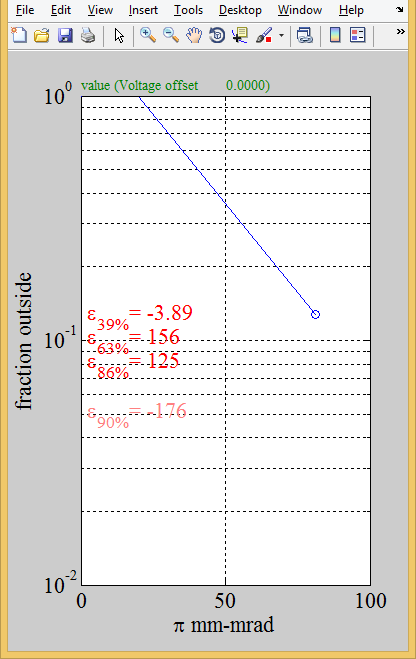 File Edit View Insert Tools Desktop Window Help
value (Voltage offset 0.0000)
10^0
ε39% = -3.89
ε63% = 156
10^-1
ε86% = 125
ε90% = -176
fraction outside
10^-2
0 50 100
π mm-mrad